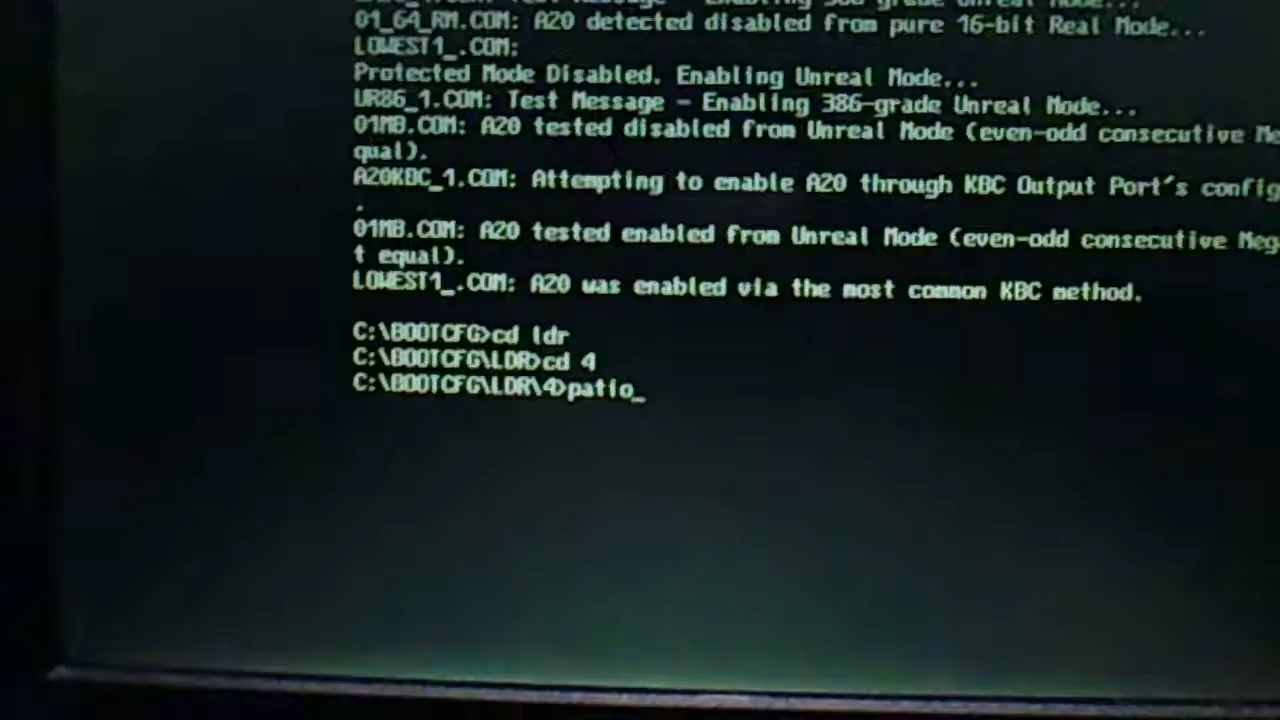 01_64_RM.COM: A20 detected disabled from pure 16-bit Real Mode...
LOWEST1_.COM:
Protected Mode Disabled. Enabling Unreal Mode...
UR86_1.COM: Test Message - Enabling 386-grade Unreal Mode...
01MB.COM: A20 tested disabled from Unreal Mode (even-odd consecutive Me
qual).
A20KBC_1.COM: Attempting to enable A20 through KBC Output Port's config
.
01MB.COM: A20 tested enabled from Unreal Mode (even-odd consecutive Meg
t equal).
LOWEST1_.COM: A20 was enabled via the most common KBC method.
C:\BOOTCFG>cd ldr
C:\BOOTCFG\LDR>cd 4
C:\BOOTCFG\LDR\4>patio_